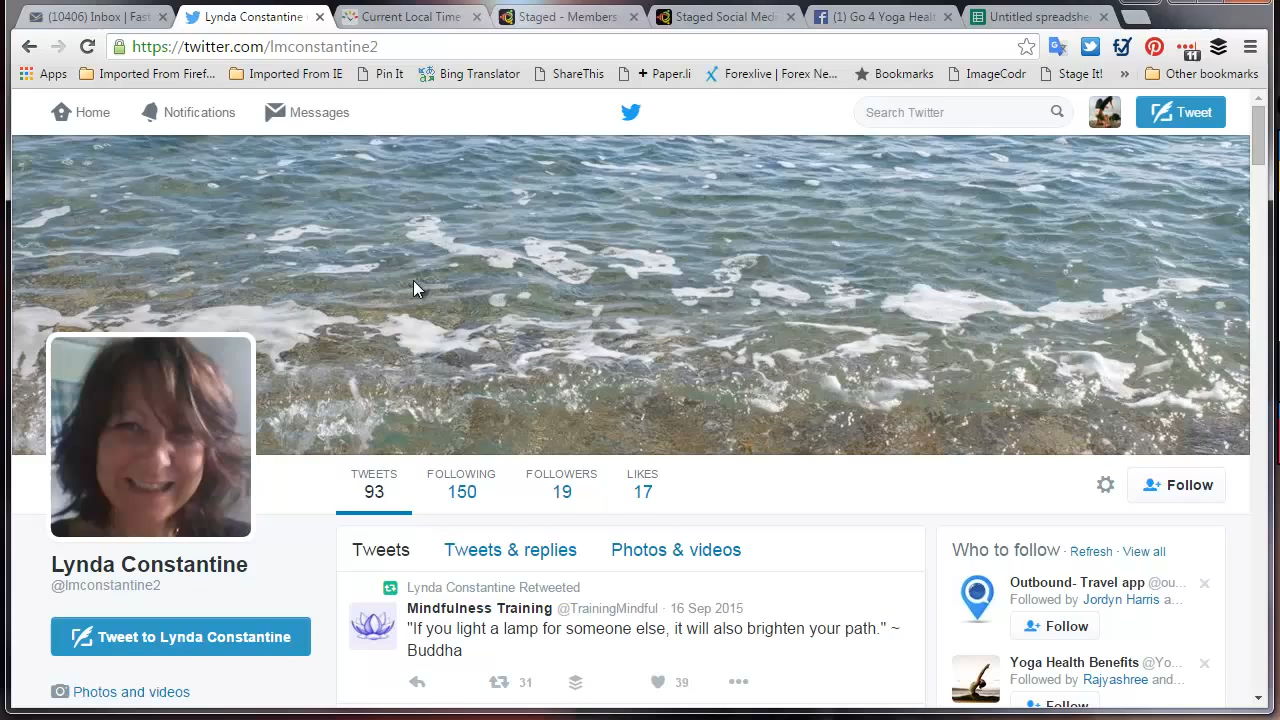 (10406) Inbox | Fast
Lynda Constantine
Current Local Time
Staged - Members
Staged Social Medi
(1) Go 4 Yoga Heal
Untitled spreadshe
https://twitter.com/lmconstantine2
11
Apps
Imported From Firef...
Imported From IE
Pin It
Bing Translator
ShareThis
+ Paper.li
Forexlive | Forex Ne...
Bookmarks
ImageCodr
Stage It!
»
Other bookmarks
Home
Notifications
Messages
Search Twitter
Tweet
TWEETS
93
FOLLOWING
150
FOLLOWERS
19
LIKES
17
Follow
Lynda Constantine
@lmconstantine2
Tweet to Lynda Constantine
Photos and videos
Tweets
Tweets & replies
Photos & videos
Lynda Constantine Retweeted
Mindfulness Training @TrainingMindful · 16 Sep 2015
"If you light a lamp for someone else, it will also brighten your path." ~
Buddha
31
39
Who to follow · Refresh · View all
Outbound- Travel app @ou...
Followed by Jordyn Harris a...
Follow
Yoga Health Benefits @Yo...
Followed by Rajyashree and...
Follow